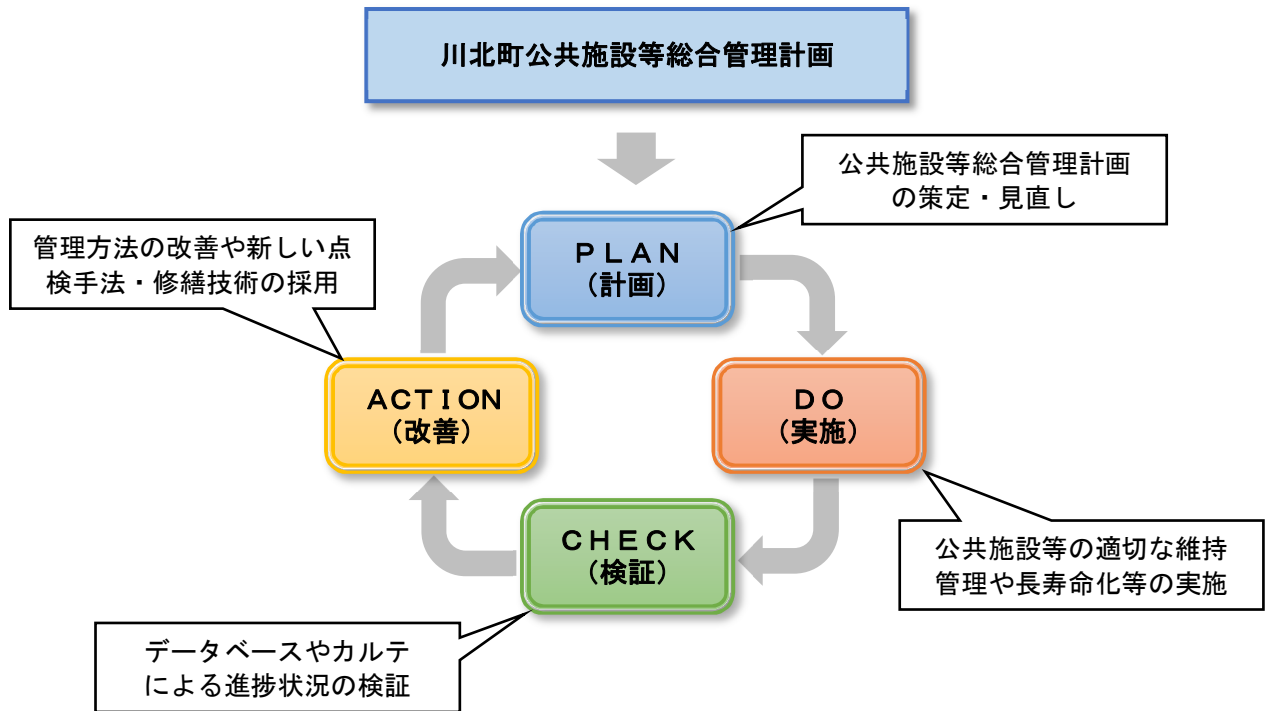 川北町公共施設等総合管理計画
公共施設等総合管理計画
の策定・見直し
ＰＬＡＮ
（計画）
管理方法の改善や新しい点
検手法・修繕技術の採用
ＡＣＴＩＯＮ
（改善）
ＤＯ
（実施）
ＣＨＥＣＫ
（検証）
公共施設等の適切な維持
管理や長寿命化等の実施
データベースやカルテ
による進捗状況の検証